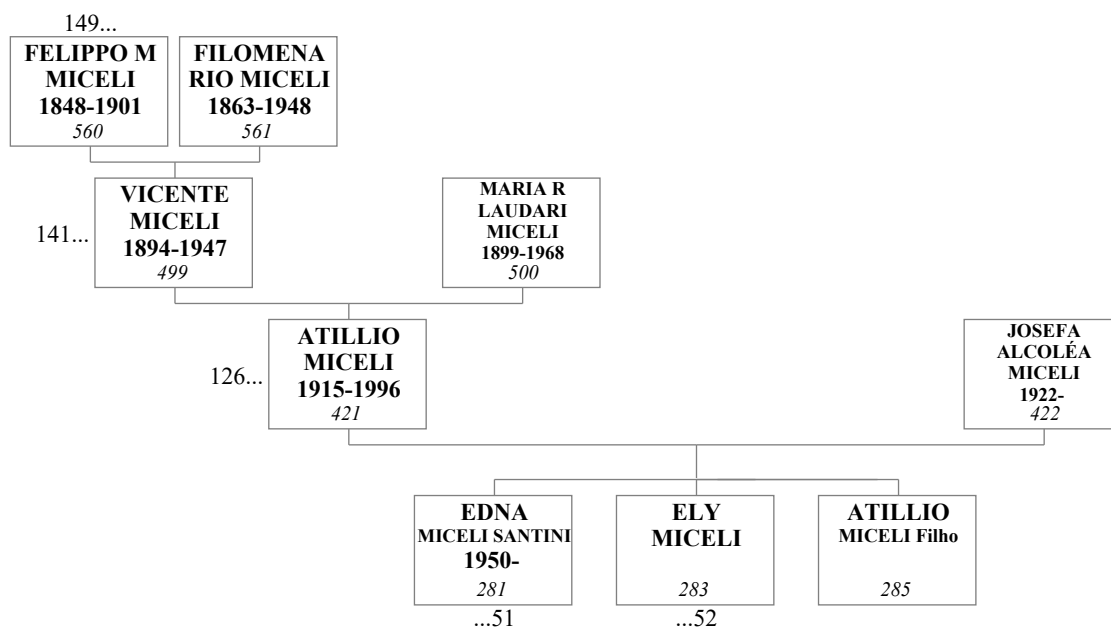 149...
FELIPPO M
MICELI
1848-1901
560
FILOMENA
RIO MICELI
1863-1948
561
141...
VICENTE
MICELI
1894-1947
499
MARIA R
LAUDARI
MICELI
1899-1968
500
126...
ATILLIO
MICELI
1915-1996
421
JOSEFA
ALCOLÉA
MICELI
1922-
422
EDNA
MICELI SANTINI
1950-
281
...51
ELY
MICELI
283
...52
ATILLIO
MICELI Filho
285